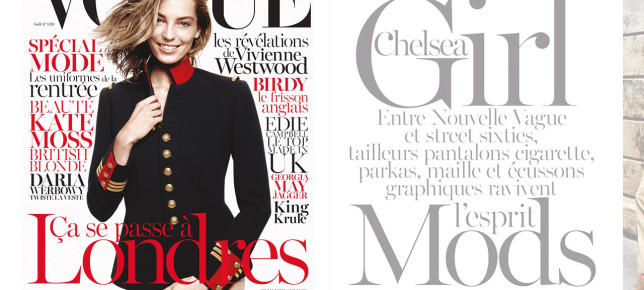 VOGUE
Août n° 939
SPÉCIAL
MODE
Les uniformes de la
rentrée
BEAUTÉ
KATE
MOSS
BRITISH
BLONDE
DARIA
WERBOWY
TWISTE LA VESTE
les révélations
de Vivienne
Westwood
BIRDY
le frisson
anglais
EDIE
CAMPBELL
LE TOP
MADE IN
UK
GEORGIA
MAY
JAGGER
King
Krule
Ça se passe à
Londres
Chelsea
Girl
Entre Nouvelle Vague
et street sixties,
tailleurs pantalons cigarette,
parkas, maille et écussons
graphiques ravivent
l'esprit
Mods